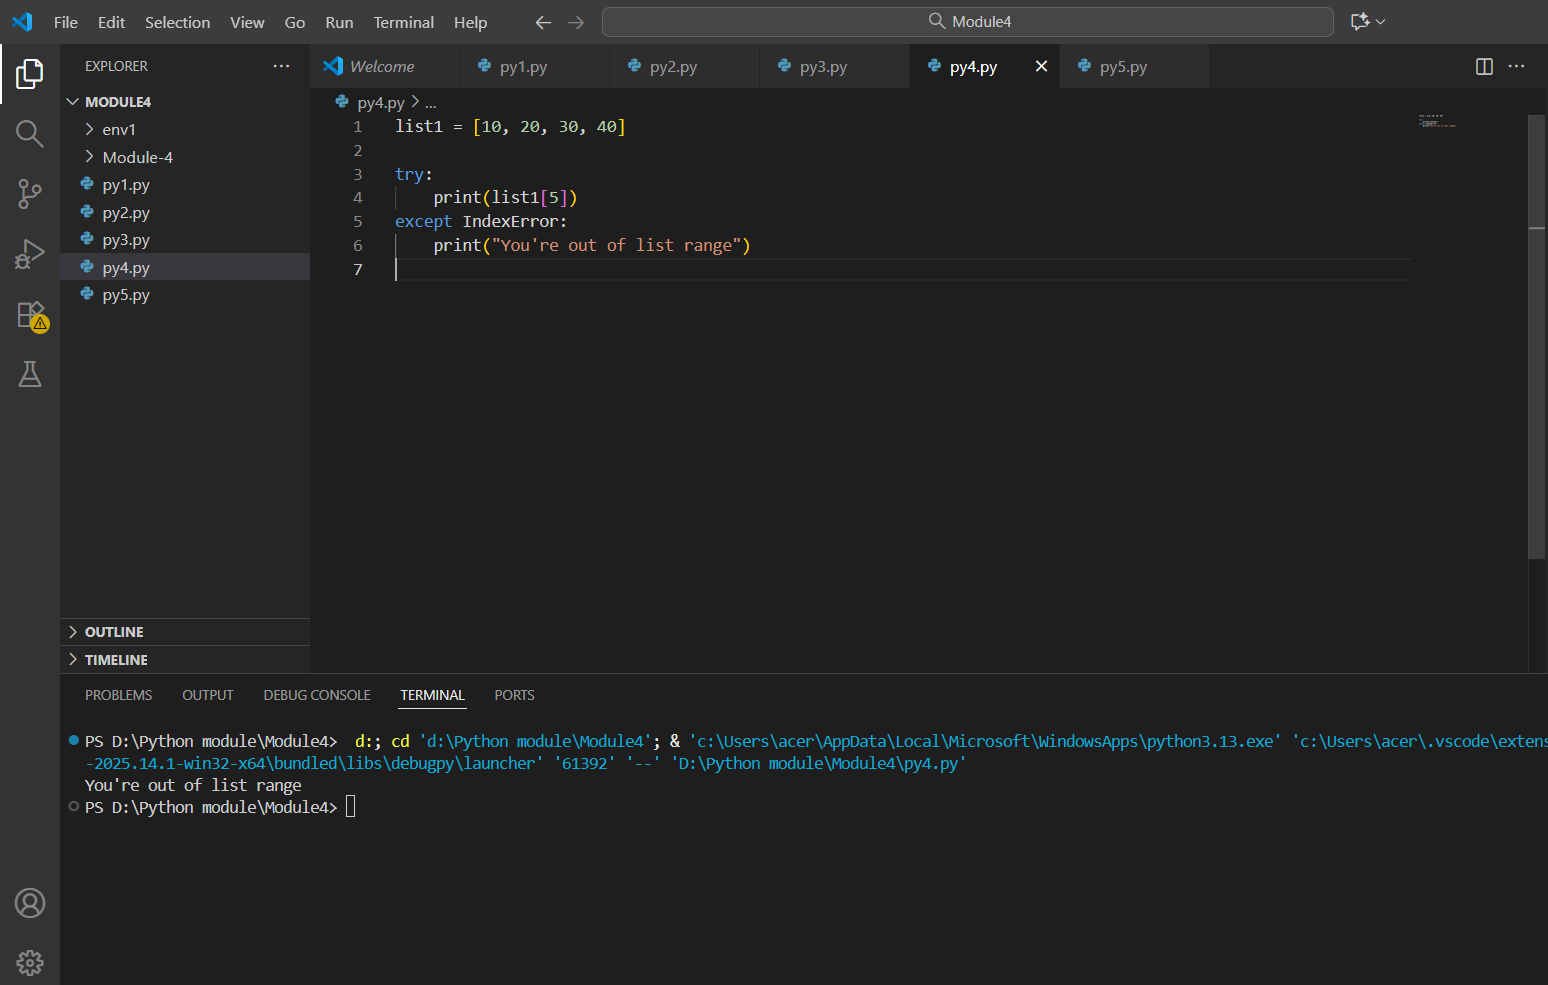 File Edit Selection View Go Run Terminal Help
Module4
EXPLORER
MODULE4
env1
Module-4
py1.py
py2.py
py3.py
py4.py
py5.py
OUTLINE
TIMELINE
Welcome py1.py py2.py py3.py py4.py py5.py
py4.py > ...
1 list1 = [10, 20, 30, 40]
2
3 try:
4 print(list1[5])
5 except IndexError:
6 print("You're out of list range")
7
PROBLEMS OUTPUT DEBUG CONSOLE TERMINAL PORTS
PS D:\Python module\Module4> d:; cd 'd:\Python module\Module4'; & 'c:\Users\acer\AppData\Local\Microsoft\WindowsApps\python3.13.exe' 'c:\Users\acer\.vscode\extens
-2025.14.1-win32-x64\bundled\libs\debugpy\launcher' '61392' '--' 'D:\Python module\Module4\py4.py'
You're out of list range
PS D:\Python module\Module4>